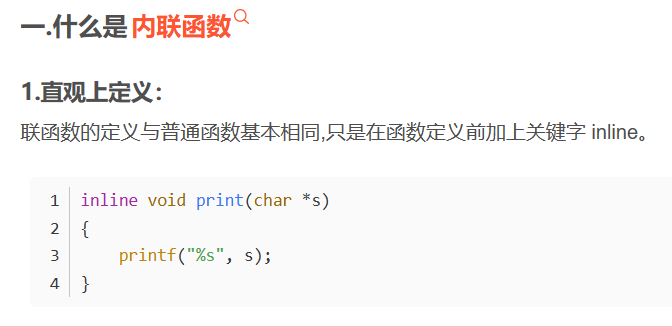 一.什么是 内联函数
1.直观上定义：
联函数的定义与普通函数基本相同,只是在函数定义前加上关键字 inline。
1 inline void print(char *s)
2 {
3     printf("%s", s);
4 }